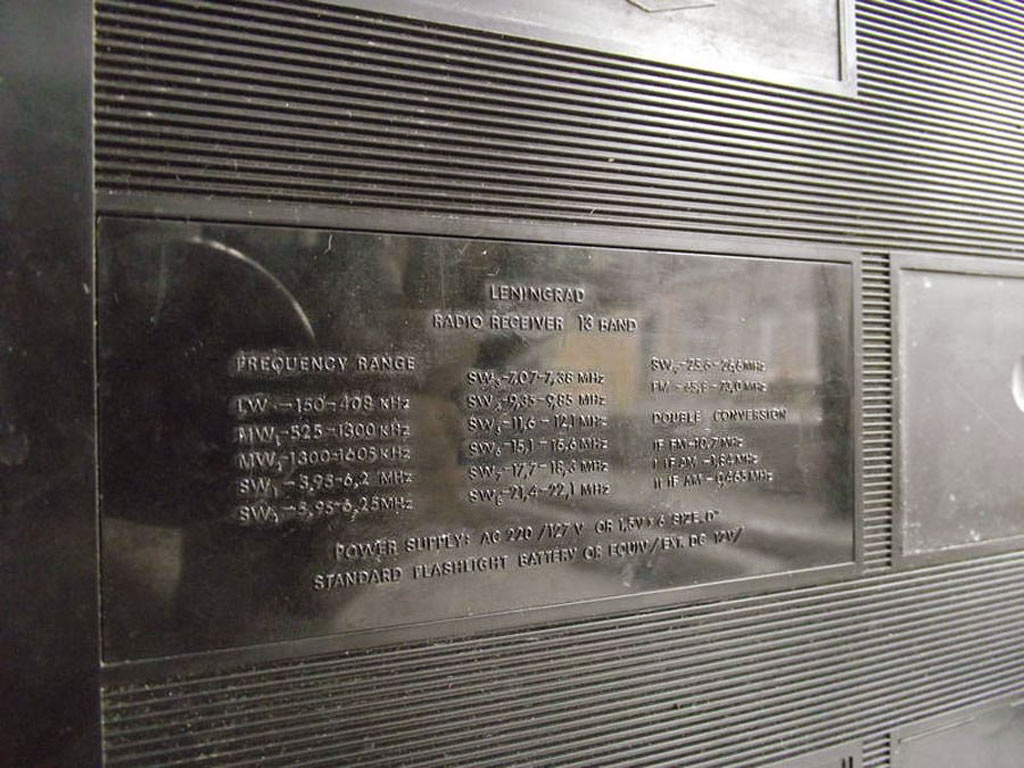 LENINGRAD
RADIO RECEIVER 13 BAND
FREQUENCY RANGE
LW -150-408 KHz
MW₁-525-1300 KHz
MW₂-1300-1605 KHz
SW₁-3,95-6,2 MHz
SW₂-5,95-6,25MHz
SW₃-7,07-7,38 MHz
SW₄-9,35-9,85 MHz
SW₅-11,6-12,1 MHz
SW₆-15,1-15,6 MHz
SW₇-17,7-18,3 MHz
SW₈-21,4-22,1 MHz
SW₉-25,6-26,6 MHz
FM-65,8-73,0 MHz
DOUBLE CONVERSION
IF FM-10,7 MHz
I IF AM-1,84 MHz
II IF AM-0,465 MHz
POWER SUPPLY: AC 220/127 V OR 1,5V×6 SIZE„D"
STANDARD FLASHLIGHT BATTERY OR EQUIV/EXT. DC 12V/